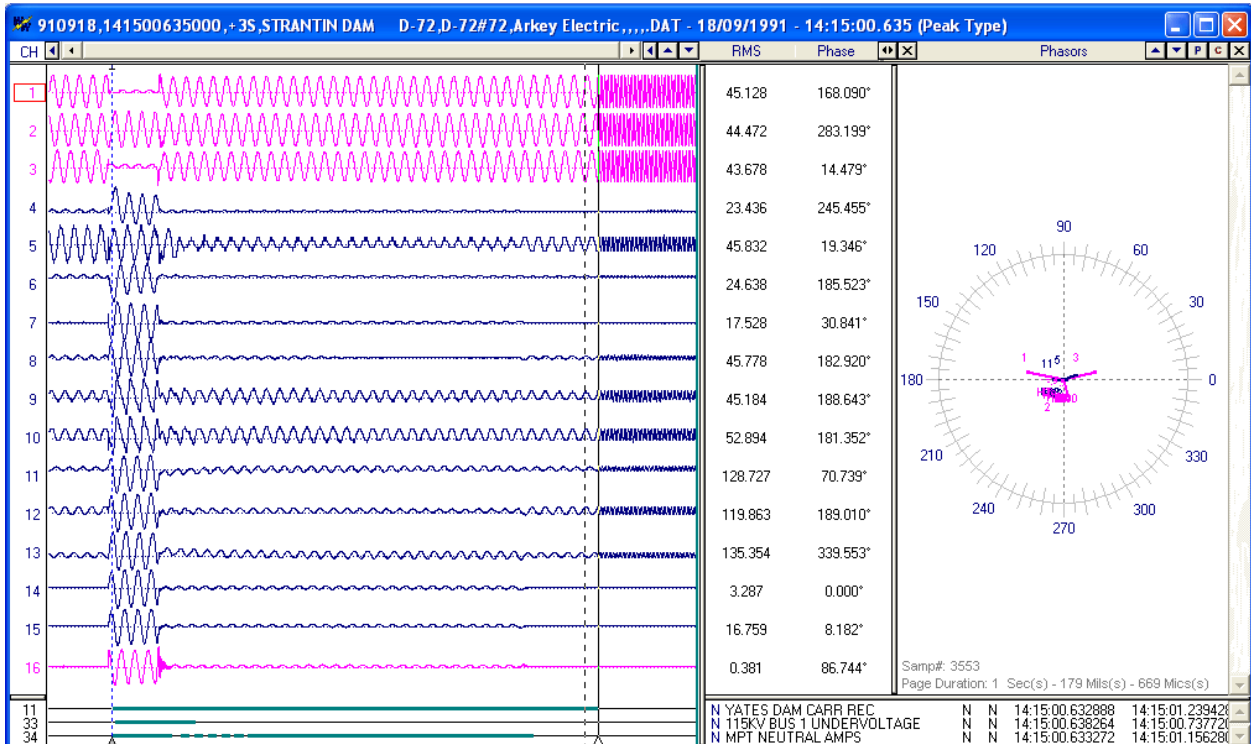 910918,141500635000,+3S,STRANTIN DAM D-72,D-72#72,Arkey Electric,,,,.DAT - 18/09/1991 - 14:15:00.635 (Peak Type)
CH RMS Phase Phasors P C X
1 45.128 168.090°
2 44.472 283.199°
3 43.678 14.479°
4 23.436 245.455°
5 45.832 19.346°
6 24.638 185.523°
7 17.528 30.841°
8 45.778 182.920°
9 45.184 188.643°
10 52.894 181.352°
11 128.727 70.739°
12 119.863 189.010°
13 135.354 339.553°
14 3.287 0.000°
15 16.759 8.182°
16 0.381 86.744°
90
120 60
150 30
1 11 5 3
180 0
2
210 330
240 300
270
Samp#: 3553
Page Duration: 1 Sec(s) - 179 Mils(s) - 669 Mics(s)
11 N YATES DAM CARR REC N N 14:15:00.632888 14:15:01.239428
33 N 115KV BUS 1 UNDERVOLTAGE N N 14:15:00.638264 14:15:00.737720
34 N MPT NEUTRAL AMPS N N 14:15:00.633272 14:15:01.156280